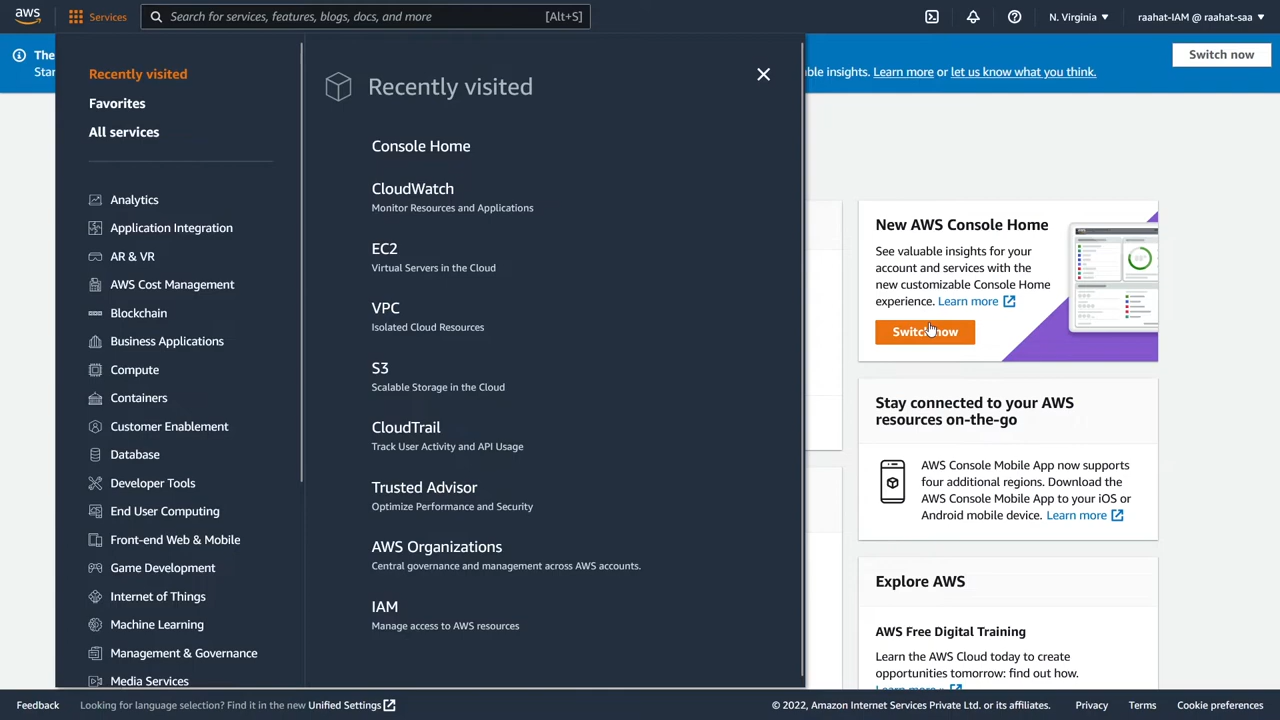 aws
Services
Search for services, features, blogs, docs, and more
[Alt+S]
N. Virginia ▼
raahat-IAM @ raahat-saa ▼
The
Star
ble insights. Learn more or let us know what you think.
Switch now
Recently visited
Favorites
All services
Analytics
Application Integration
AR & VR
AWS Cost Management
Blockchain
Business Applications
Compute
Containers
Customer Enablement
Database
Developer Tools
End User Computing
Front-end Web & Mobile
Game Development
Internet of Things
Machine Learning
Management & Governance
Media Services
Recently visited
Console Home
CloudWatch
Monitor Resources and Applications
EC2
Virtual Servers in the Cloud
VPC
Isolated Cloud Resources
S3
Scalable Storage in the Cloud
CloudTrail
Track User Activity and API Usage
Trusted Advisor
Optimize Performance and Security
AWS Organizations
Central governance and management across AWS accounts.
IAM
Manage access to AWS resources
New AWS Console Home
See valuable insights for your
account and services with the
new customizable Console Home
experience. Learn more
Switch now
Stay connected to your AWS
resources on-the-go
AWS Console Mobile App now supports
four additional regions. Download the
AWS Console Mobile App to your iOS or
Android mobile device. Learn more
Explore AWS
AWS Free Digital Training
Learn the AWS Cloud today to create
opportunities tomorrow: find out how.
Learn more »
Feedback
Looking for language selection? Find it in the new Unified Settings
© 2022, Amazon Internet Services Private Ltd. or its affiliates.
Privacy
Terms
Cookie preferences